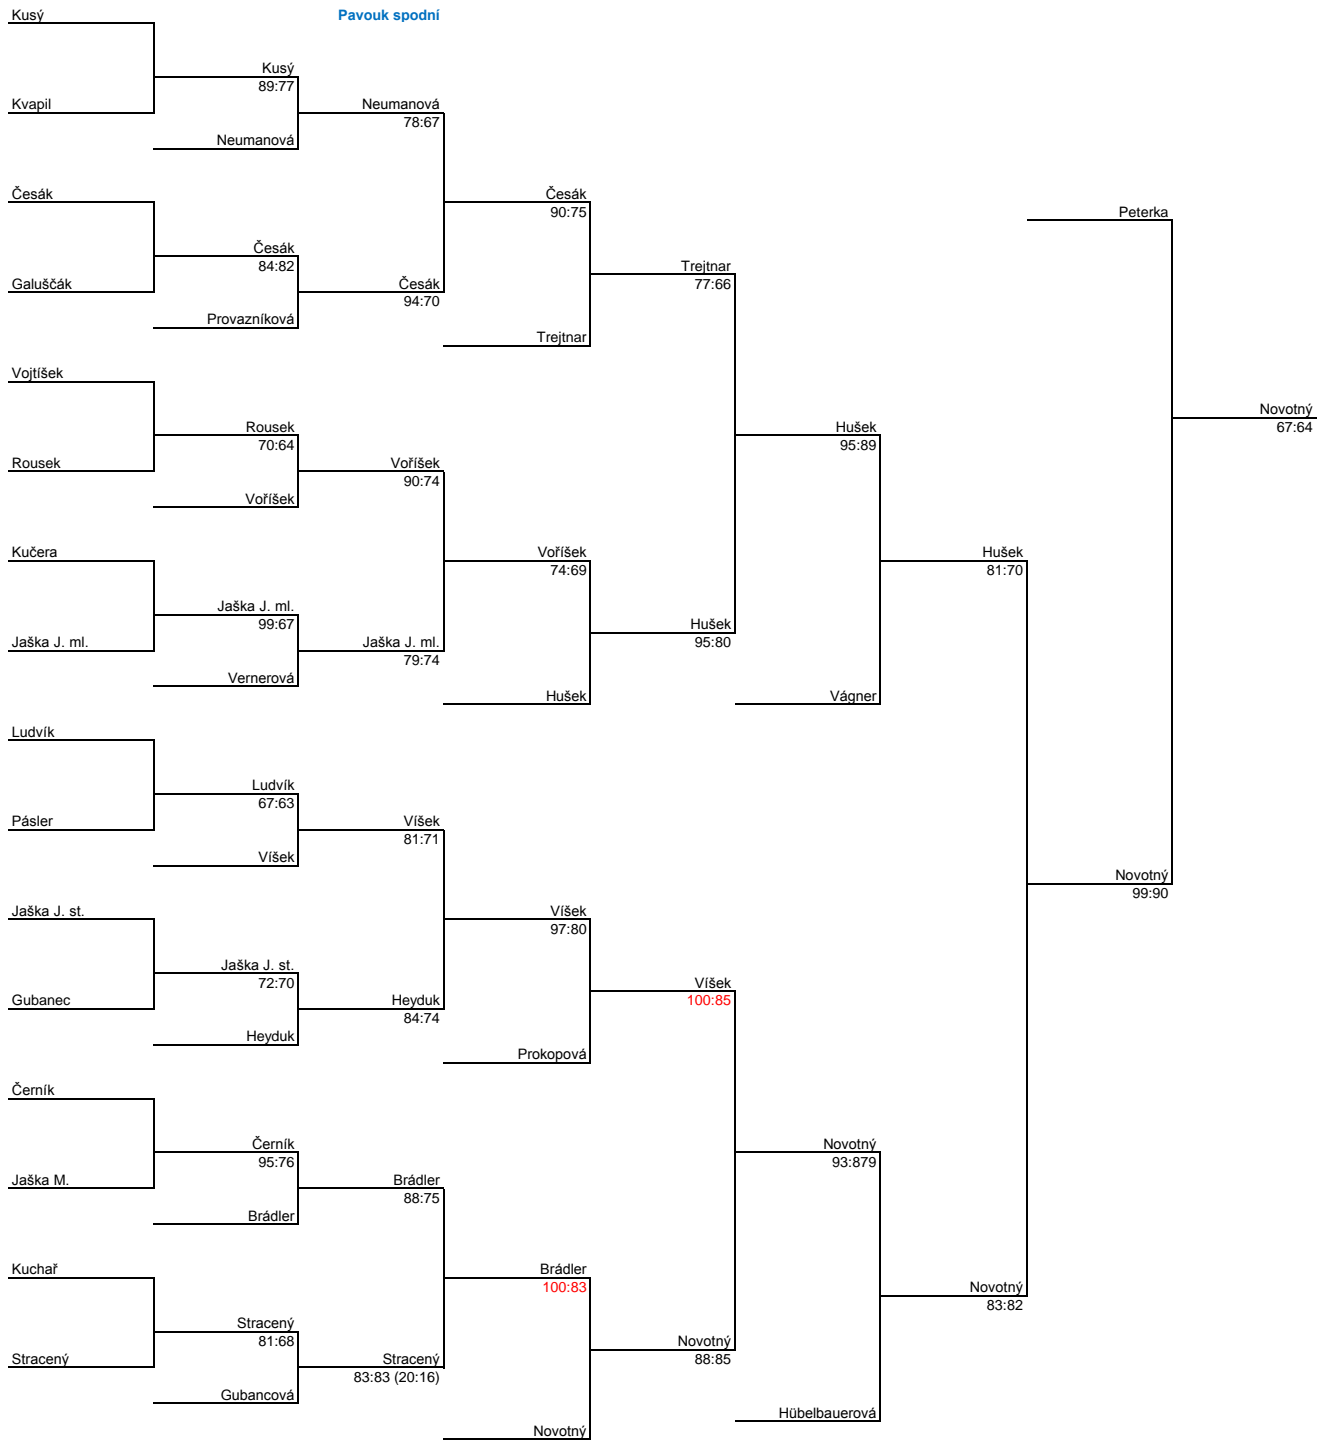 Kusý
Pavouk spodní
Kusý
89:77
Kvapil
Neumanová
78:67
Neumanová
Česák
Česák
90:75
Peterka
Česák
84:82
Trejtnar
77:66
Galuščák
Česák
94:70
Provazníková
Trejtnar
Vojtíšek
Novotný
67:64
Rousek
70:64
Hušek
95:89
Rousek
Voříšek
90:74
Voříšek
Kučera
Voříšek
74:69
Hušek
81:70
Jaška J. ml.
99:67
Hušek
95:80
Jaška J. ml.
Jaška J. ml.
79:74
Vernerová
Hušek
Vágner
Ludvík
Ludvík
67:63
Pásler
Víšek
81:71
Víšek
Novotný
99:90
Jaška J. st.
Víšek
97:80
Jaška J. st.
72:70
Víšek
100:85
Gubanec
Heyduk
84:74
Heyduk
Prokopová
Černík
Černík
95:76
Novotný
93:879
Jaška M.
Brádler
88:75
Brádler
Kuchař
Brádler
100:83
Novotný
83:82
Stracený
81:68
Novotný
88:85
Stracený
Stracený
83:83 (20:16)
Gubancová
Hübelbauerová
Novotný